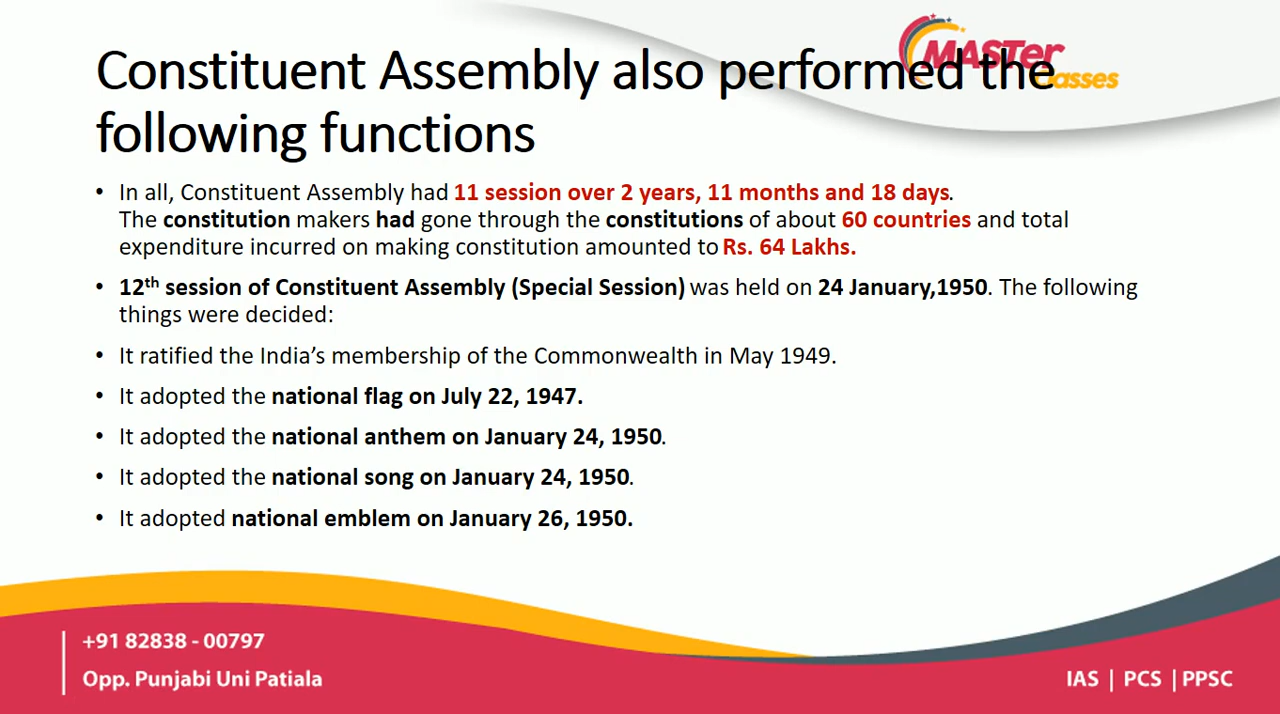 MASTer
asses
Constituent Assembly also performed the
following functions
• In all, Constituent Assembly had 11 session over 2 years, 11 months and 18 days.
The constitution makers had gone through the constitutions of about 60 countries and total
expenditure incurred on making constitution amounted to Rs. 64 Lakhs.
• 12th session of Constituent Assembly (Special Session) was held on 24 January,1950. The following
things were decided:
• It ratified the India’s membership of the Commonwealth in May 1949.
• It adopted the national flag on July 22, 1947.
• It adopted the national anthem on January 24, 1950.
• It adopted the national song on January 24, 1950.
• It adopted national emblem on January 26, 1950.
+91 82838 - 00797
Opp. Punjabi Uni Patiala
IAS | PCS | PPSC